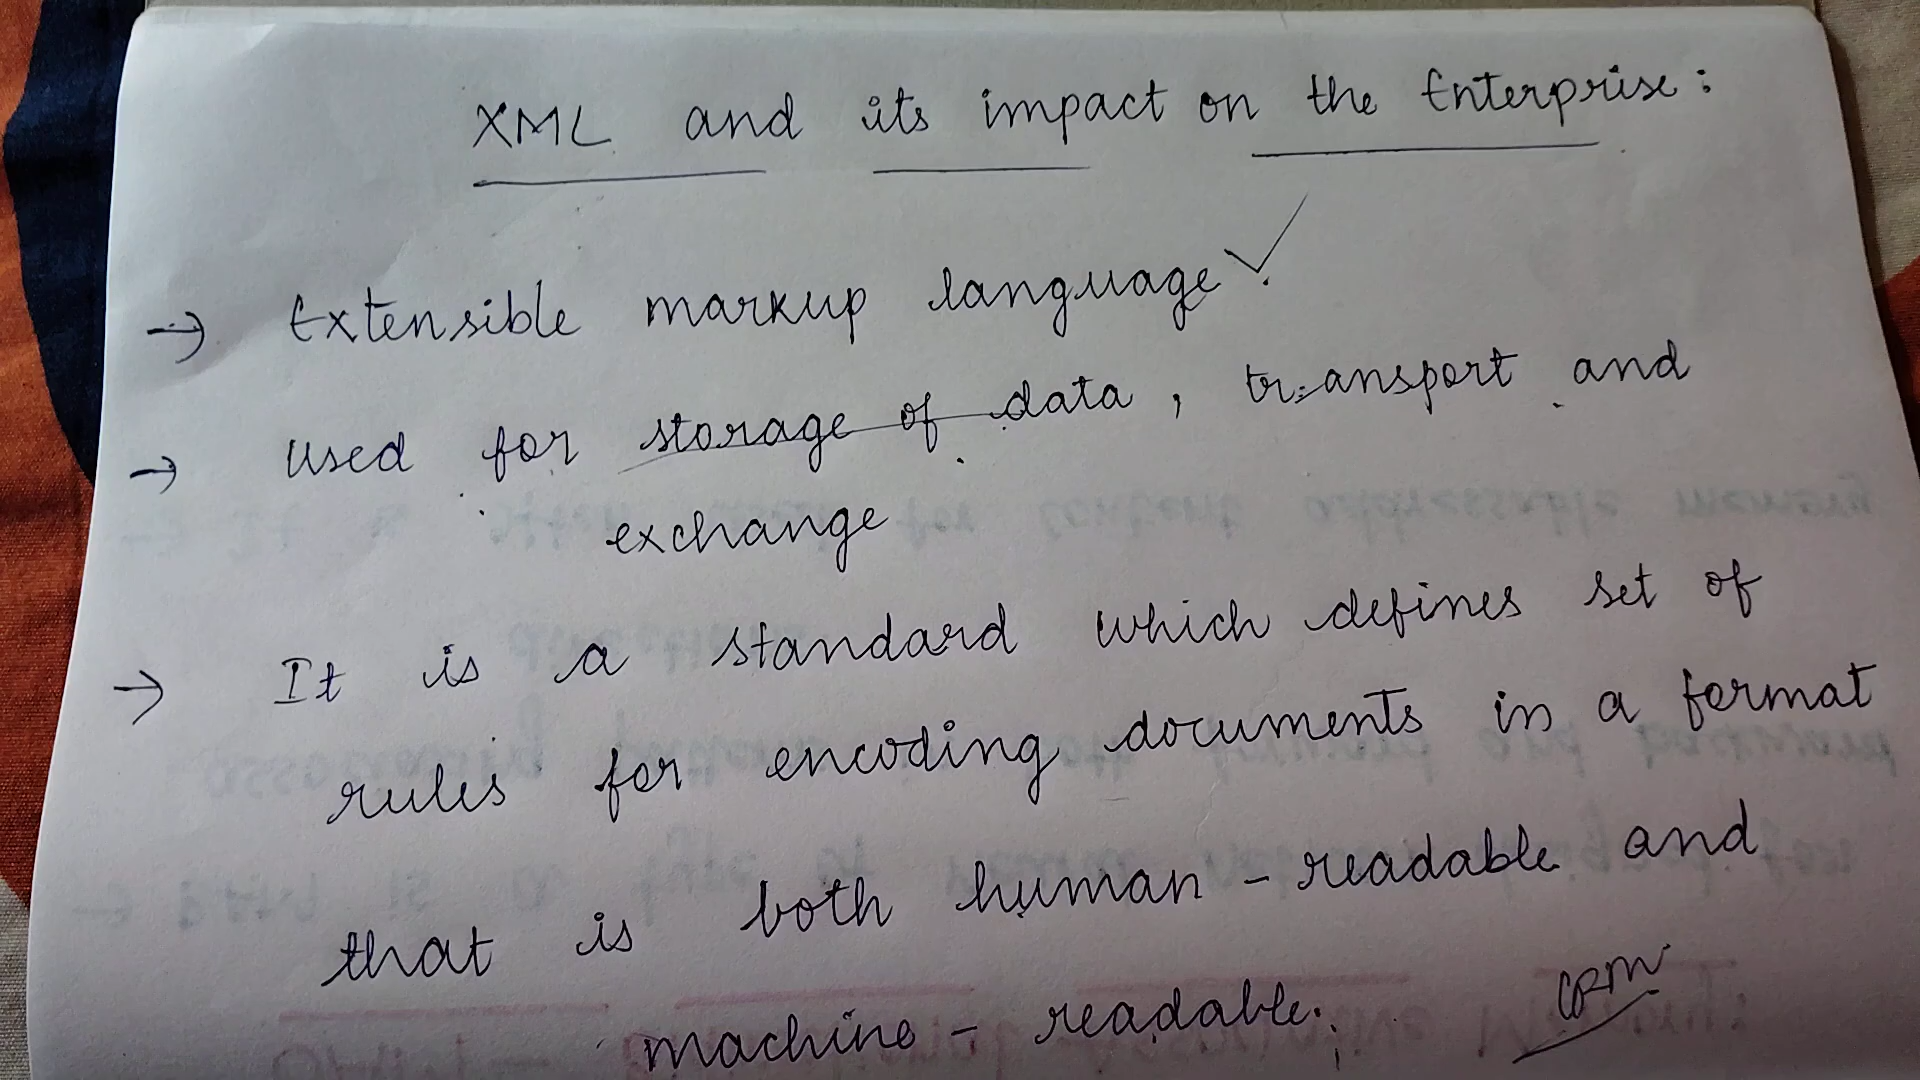 XML and its impact on the Enterprise:
→ Extensible markup language.
→ Used for storage of data, transport and
exchange
→ It is a standard which defines set of
rules for encoding documents in a format
that is both human-readable and
machine-readable.